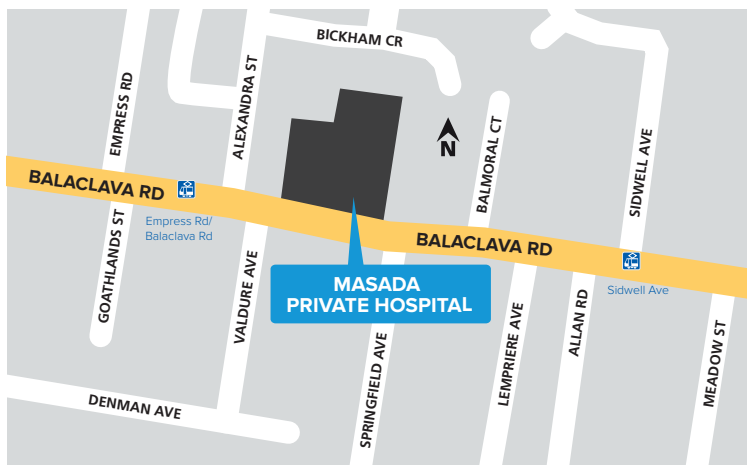 BICKHAM CR
EMPRESS RD
ALEXANDRA ST
BALMORAL CT
SIDWELL AVE
N
BALACLAVA RD
Empress Rd/
Balaclava Rd
BALACLAVA RD
GOATHLANDS ST
VALDURE AVE
MASADA
PRIVATE HOSPITAL
Sidwell Ave
SPRINGFIELD AVE
LEMPRIERE AVE
ALLAN RD
MEADOW ST
DENMAN AVE